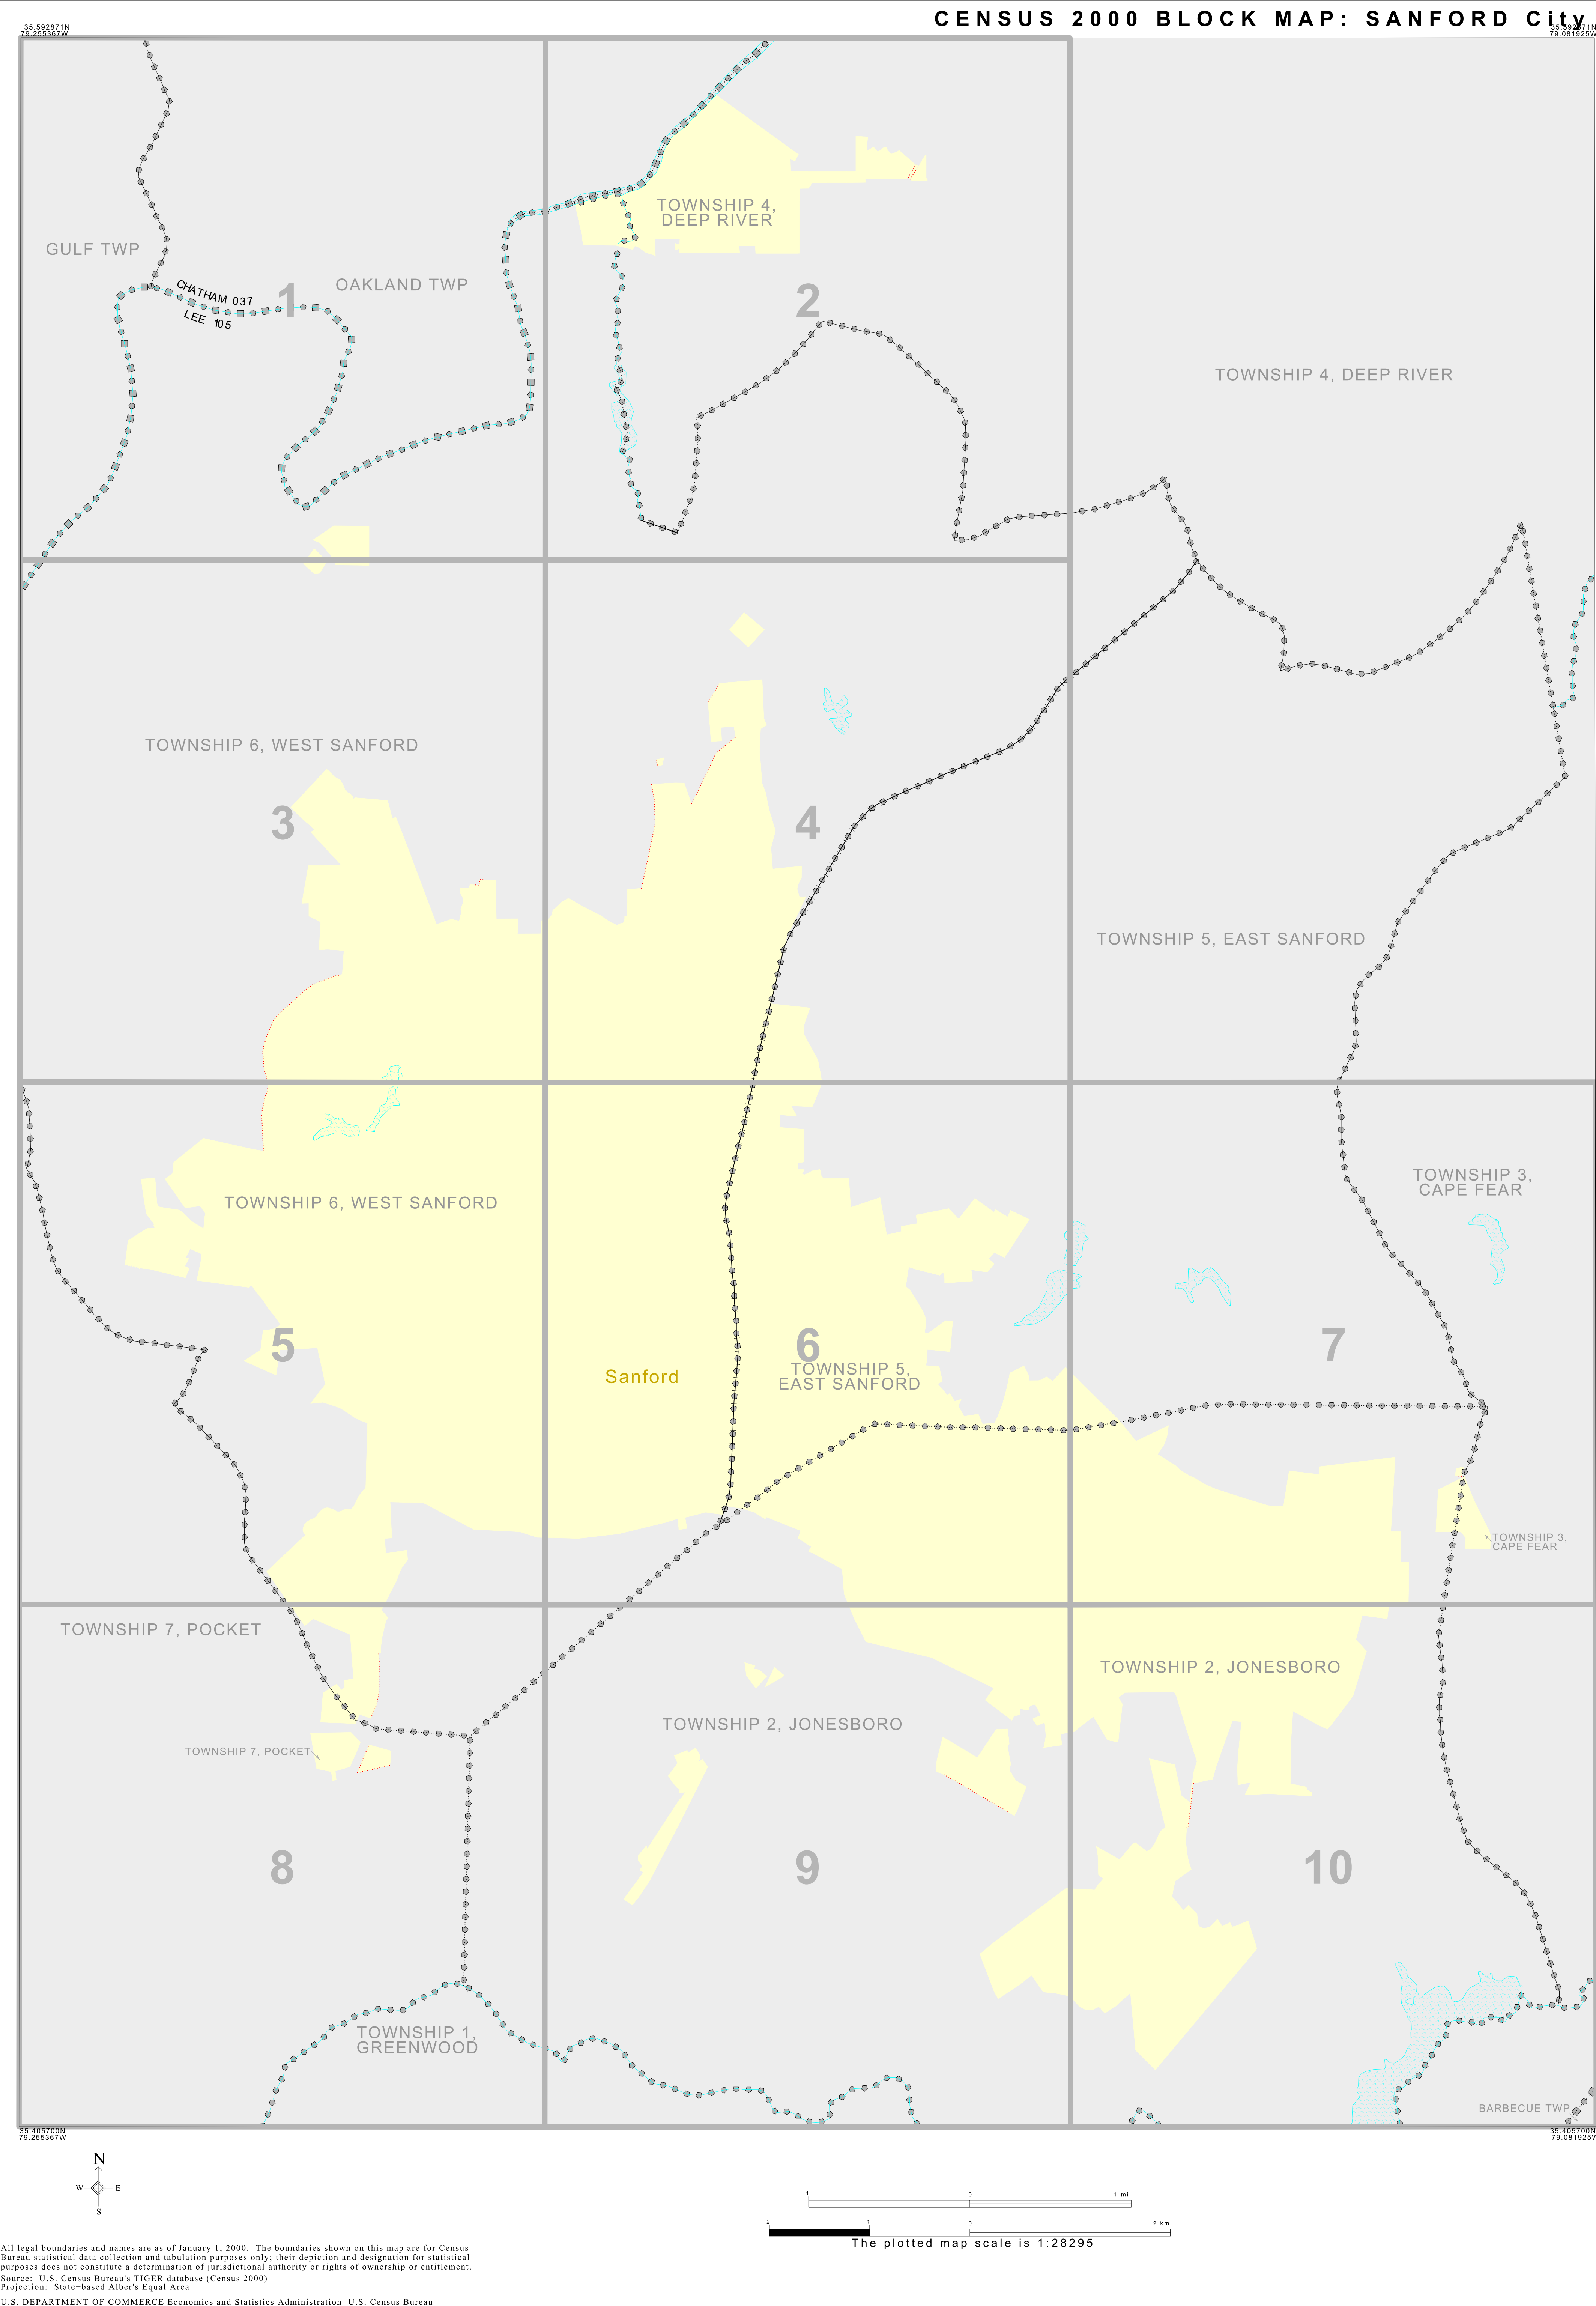 CENSUS 2000 BLOCK MAP: SANFORD City
35.592871N
79.255367W
79.081925W
TOWNSHIP 4,
DEEP RIVER
GULF TWP
OAKLAND TWP
CHATHAM 037
LEE 105
1
2
TOWNSHIP 4, DEEP RIVER
TOWNSHIP 6, WEST SANFORD
3
4
TOWNSHIP 5, EAST SANFORD
TOWNSHIP 3,
CAPE FEAR
TOWNSHIP 6, WEST SANFORD
5
6
7
TOWNSHIP 5,
EAST SANFORD
Sanford
TOWNSHIP 3,
CAPE FEAR
TOWNSHIP 7, POCKET
TOWNSHIP 2, JONESBORO
TOWNSHIP 2, JONESBORO
TOWNSHIP 7, POCKET
8
9
10
TOWNSHIP 1,
GREENWOOD
BARBECUE TWP
35.405700N
79.255367W
35.405700N
79.081925W
N
W
E
S
1
0
1 mi
2
1
0
2 km
The plotted map scale is 1:28295
All legal boundaries and names are as of January 1, 2000. The boundaries shown on this map are for Census
Bureau statistical data collection and tabulation purposes only; their depiction and designation for statistical
purposes does not constitute a determination of jurisdictional authority or rights of ownership or entitlement.
Source: U.S. Census Bureau's TIGER database (Census 2000)
Projection: State-based Alber's Equal Area
U.S. DEPARTMENT OF COMMERCE Economics and Statistics Administration U.S. Census Bureau